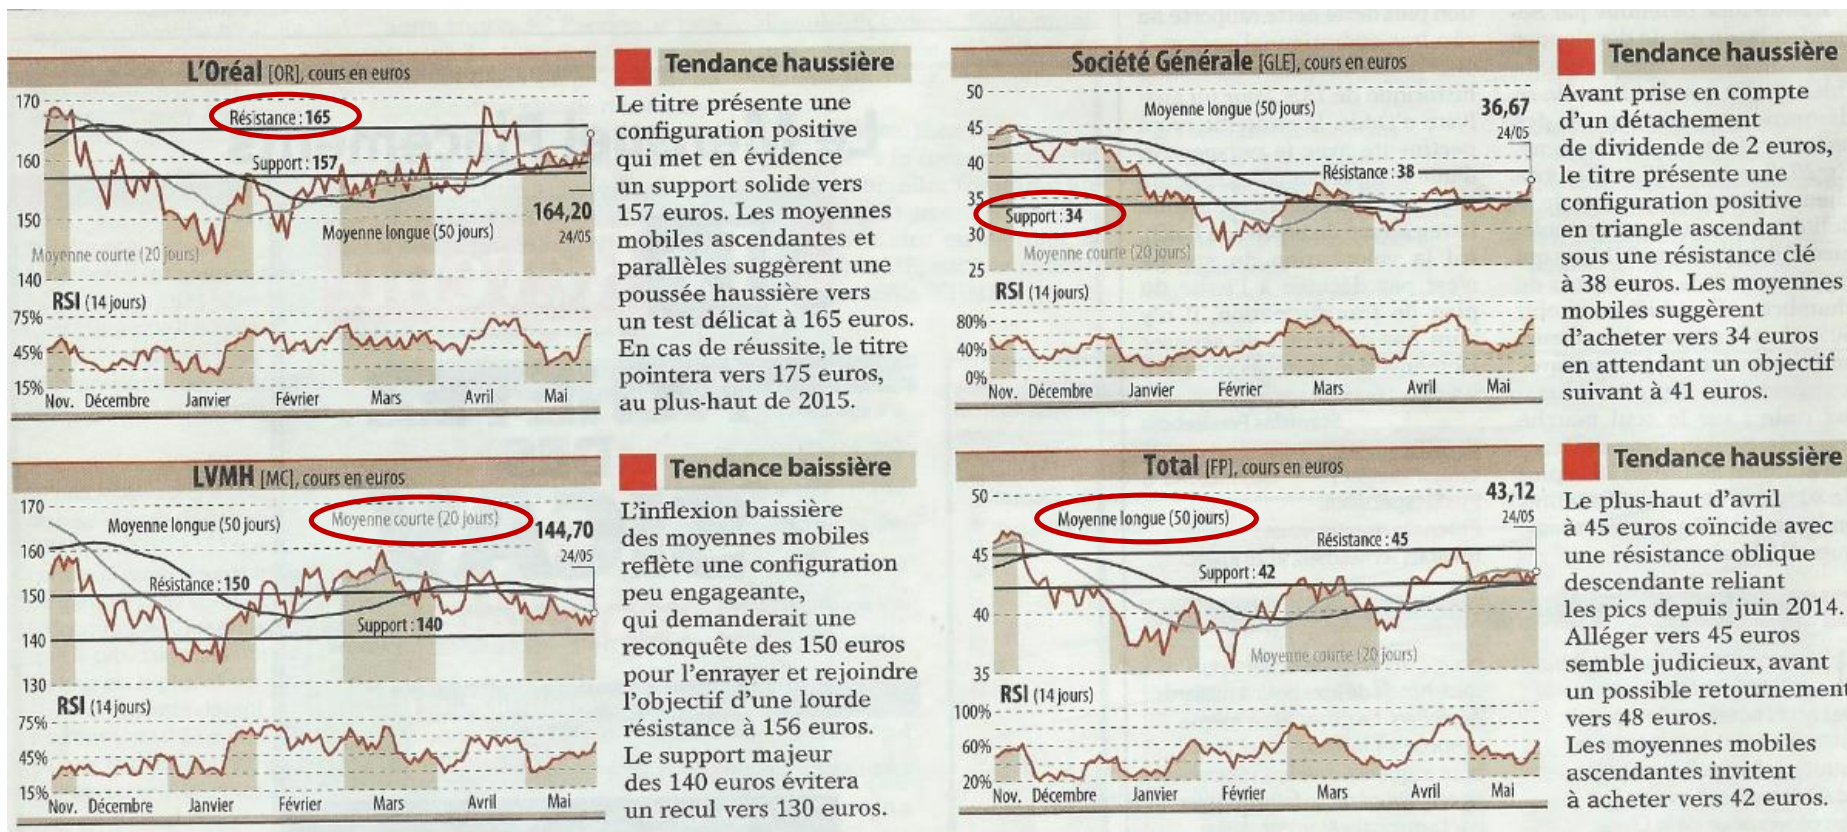 L'Oréal [OR], cours en euros
170
160
150
140
Résistance : 165
Support : 157
164,20
24/05
Moyenne longue (50 jours)
Moyenne courte (20 jours)
RSI (14 jours)
75%
45%
15%
Nov. Décembre Janvier Février Mars Avril Mai
Tendance haussière
Le titre présente une
configuration positive
qui met en évidence
un support solide vers
157 euros. Les moyennes
mobiles ascendantes et
parallèles suggèrent une
poussée haussière vers
un test délicat à 165 euros.
En cas de réussite, le titre
pointera vers 175 euros,
au plus-haut de 2015.
Société Générale [GLE], cours en euros
50
45
40
35
30
25
Moyenne longue (50 jours)
36,67
24/05
Résistance : 38
Support : 34
Moyenne courte (20 jours)
RSI (14 jours)
80%
40%
0%
Nov. Décembre Janvier Février Mars Avril Mai
Tendance haussière
Avant prise en compte
d'un détachement
de dividende de 2 euros,
le titre présente une
configuration positive
en triangle ascendant
sous une résistance clé
à 38 euros. Les moyennes
mobiles suggèrent
d'acheter vers 34 euros
en attendant un objectif
suivant à 41 euros.
LVMH [MC], cours en euros
170
160
150
140
130
Moyenne longue (50 jours)
Moyenne courte (20 jours)
144,70
24/05
Résistance : 150
Support : 140
RSI (14 jours)
75%
45%
15%
Nov. Décembre Janvier Février Mars Avril Mai
Tendance baissière
L'inflexion baissière
des moyennes mobiles
reflète une configuration
peu engageante,
qui demanderait une
reconquête des 150 euros
pour l'enrayer et rejoindre
l'objectif d'une lourde
résistance à 156 euros.
Le support majeur
des 140 euros évitera
un recul vers 130 euros.
Total [FP], cours en euros
50
45
40
35
Moyenne longue (50 jours)
43,12
24/05
Résistance : 45
Support : 42
Moyenne courte (20 jours)
RSI (14 jours)
100%
60%
20%
Nov. Décembre Janvier Février Mars Avril Mai
Tendance haussière
Le plus-haut d'avril
à 45 euros coïncide avec
une résistance oblique
descendante reliant
les pics depuis juin 2014.
Alléger vers 45 euros
semble judicieux, avant
un possible retournement
vers 48 euros.
Les moyennes mobiles
ascendantes invitent
à acheter vers 42 euros.